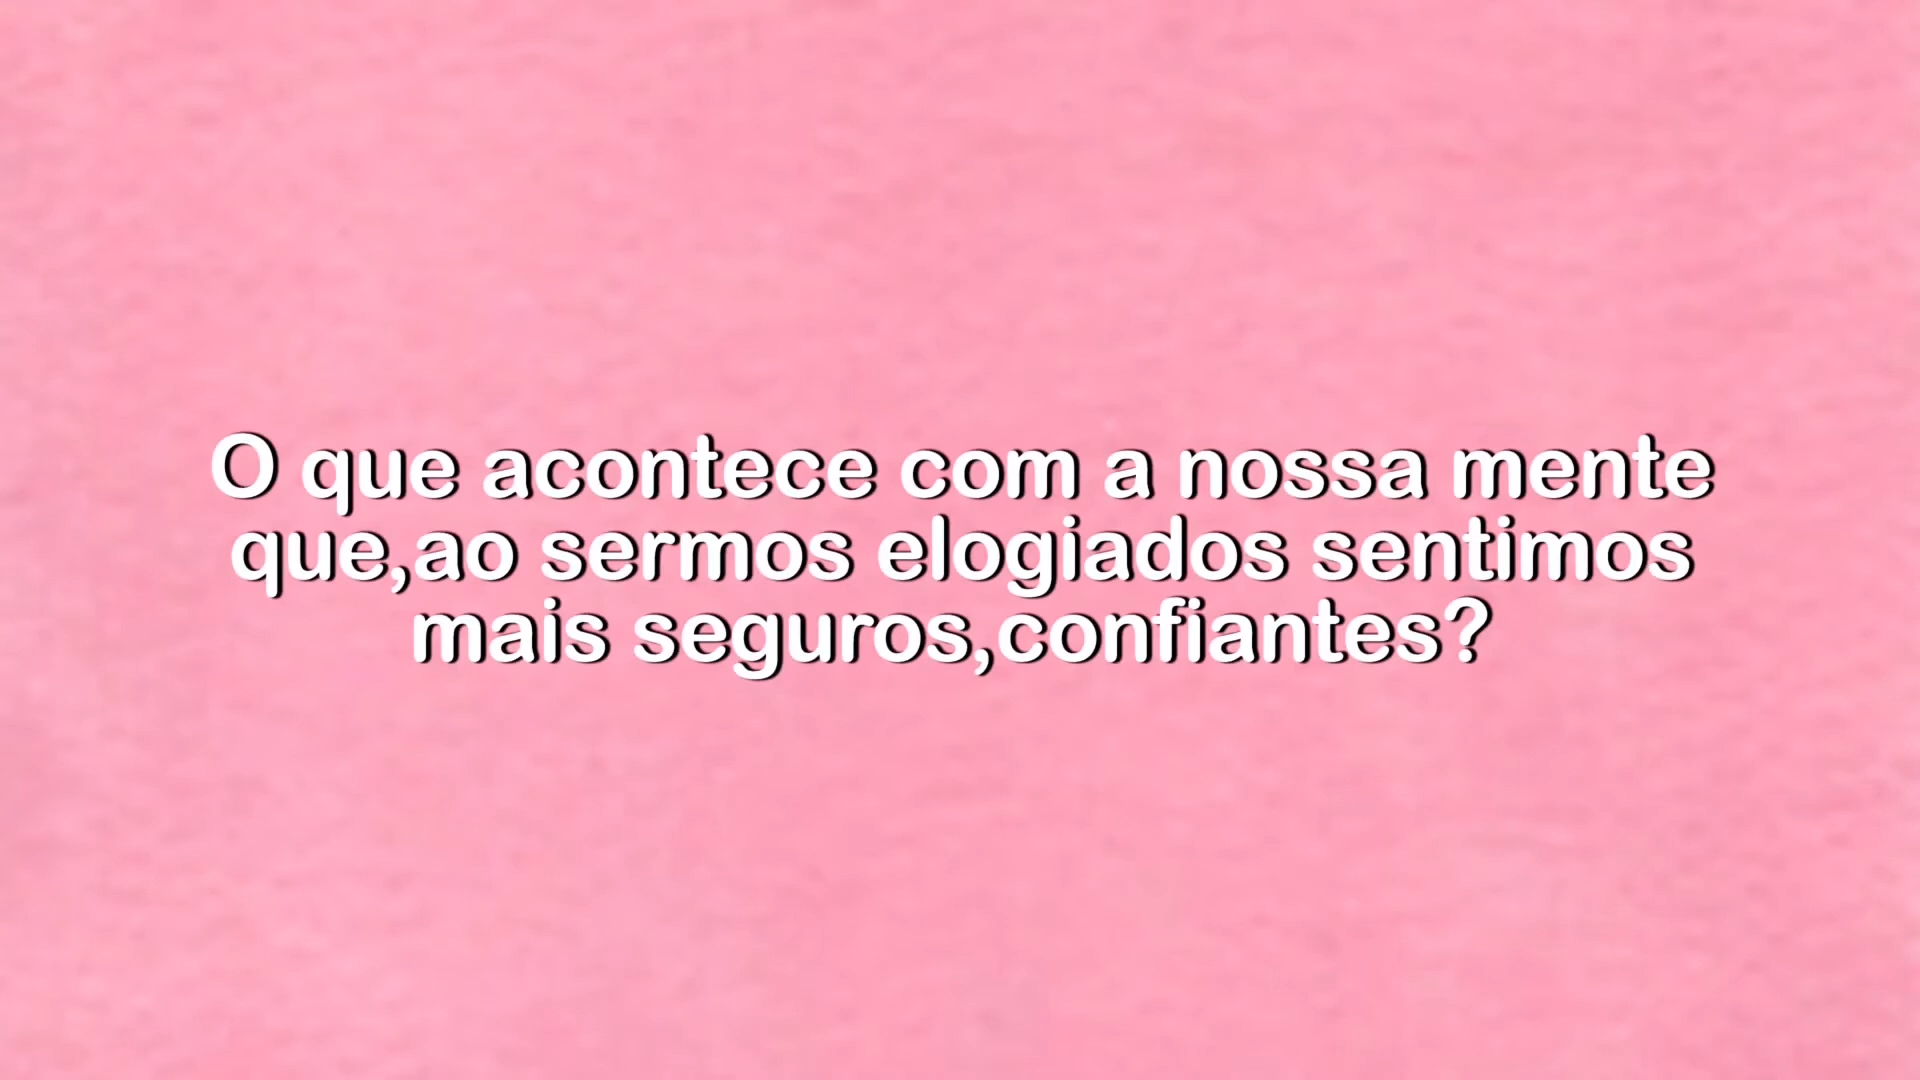 O que acontece com a nossa mente
que,ao sermos elogiados sentimos
mais seguros,confiantes?